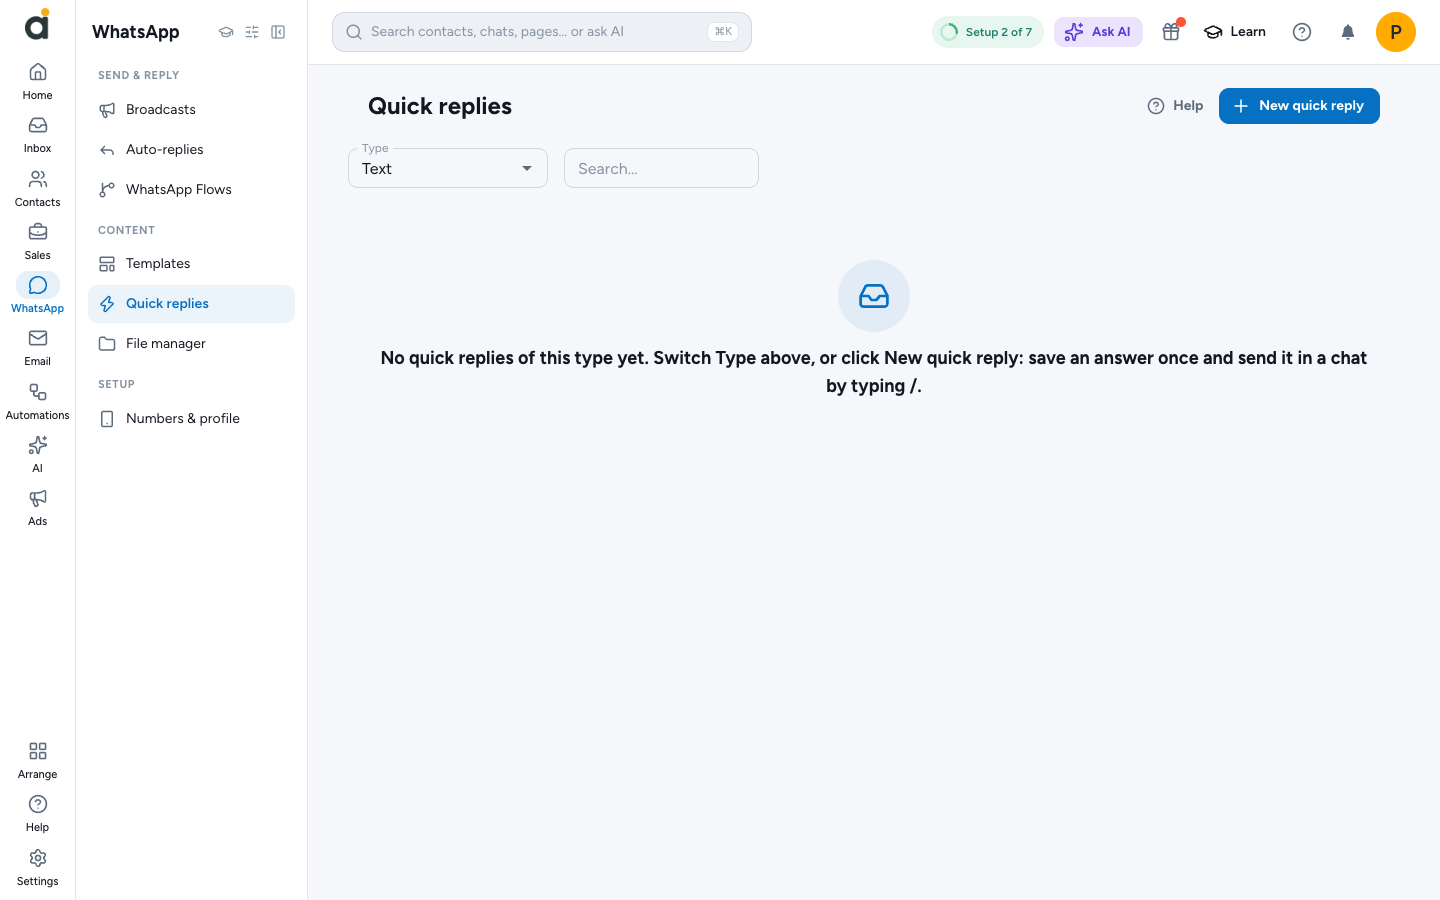 WhatsApp
Search contacts, chats, pages... or ask AI
⌘K
Setup 2 of 7
Ask AI
Learn
P
Home
Inbox
Contacts
Sales
WhatsApp
Email
Automations
AI
Ads
Arrange
Help
Settings
SEND & REPLY
Broadcasts
Auto-replies
WhatsApp Flows
CONTENT
Templates
Quick replies
File manager
SETUP
Numbers & profile
Quick replies
Help
New quick reply
Type
Text
Search...
No quick replies of this type yet. Switch Type above, or click New quick reply: save an answer once and send it in a chat
by typing /.